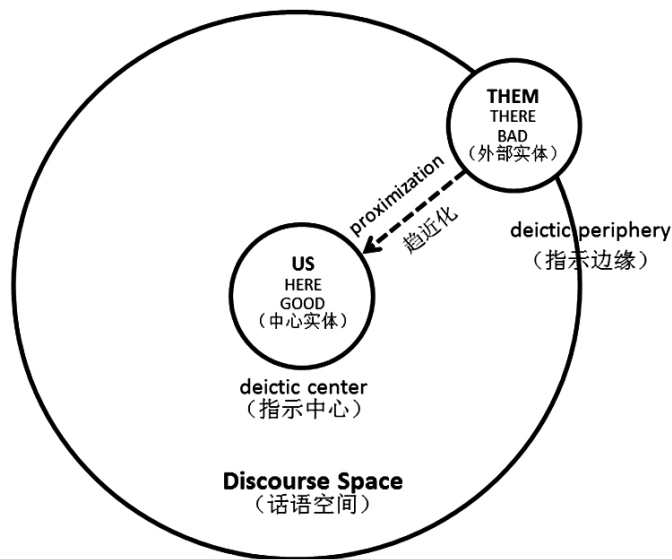 THEM
THERE
BAD
（外部实体）
proximization
趋近化
deictic periphery
（指示边缘）
US
HERE
GOOD
（中心实体）
deictic center
（指示中心）
Discourse Space
（话语空间）